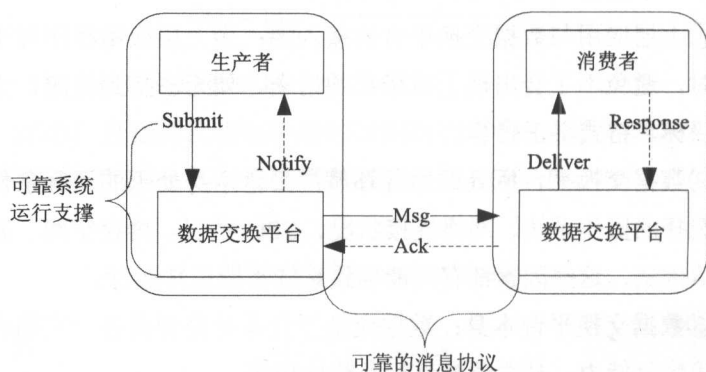 生产者
消费者
Submit
Response
Notify
Deliver
可靠系统
运行支撑
数据交换平台
Msg
Ack
数据交换平台
可靠的消息协议